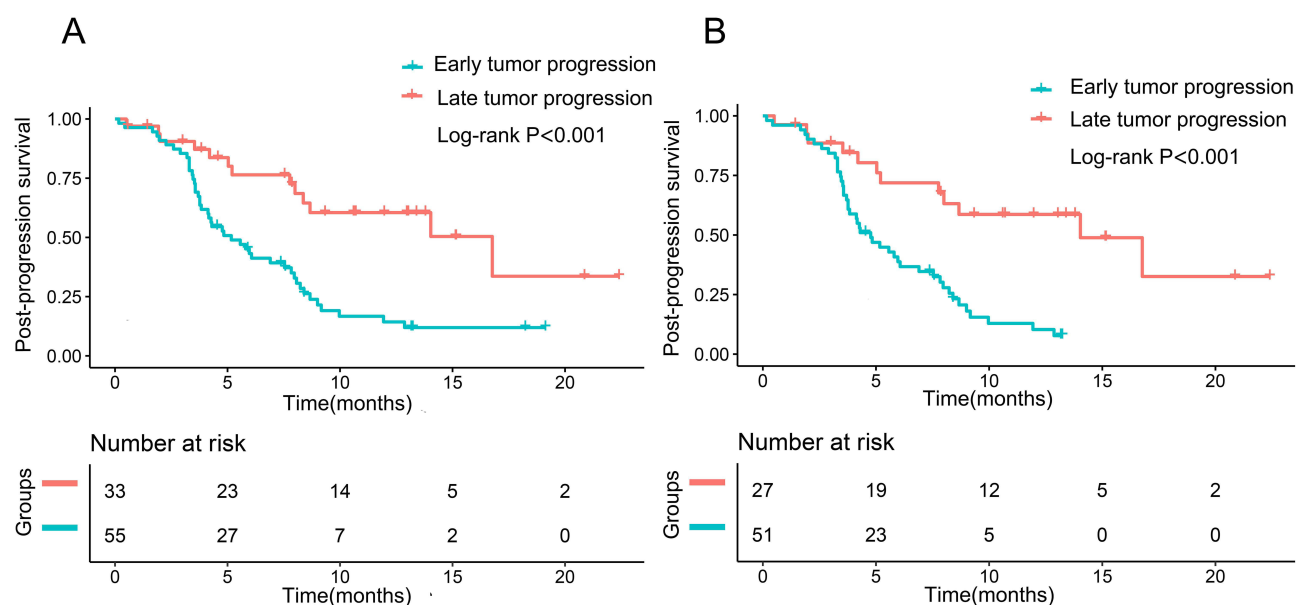 A
Early tumor progression
Late tumor progression
Log-rank P<0.001
Post-progression survival
1.00
0.75
0.50
0.25
0.00
0 5 10 15 20
Time(months)
Number at risk
Groups
33 23 14 5 2
55 27 7 2 0
0 5 10 15 20
Time(months)
B
Early tumor progression
Late tumor progression
Log-rank P<0.001
Post-progression survival
1.00
0.75
0.50
0.25
0.00
0 5 10 15 20
Time(months)
Number at risk
Groups
27 19 12 5 2
51 23 5 0 0
0 5 10 15 20
Time(months)